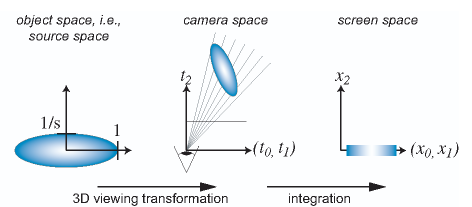 object space, i.e.,
source space
camera space
screen space
t2
x2
1/s
1
(t0, t1)
(x0, x1)
3D viewing transformation
integration